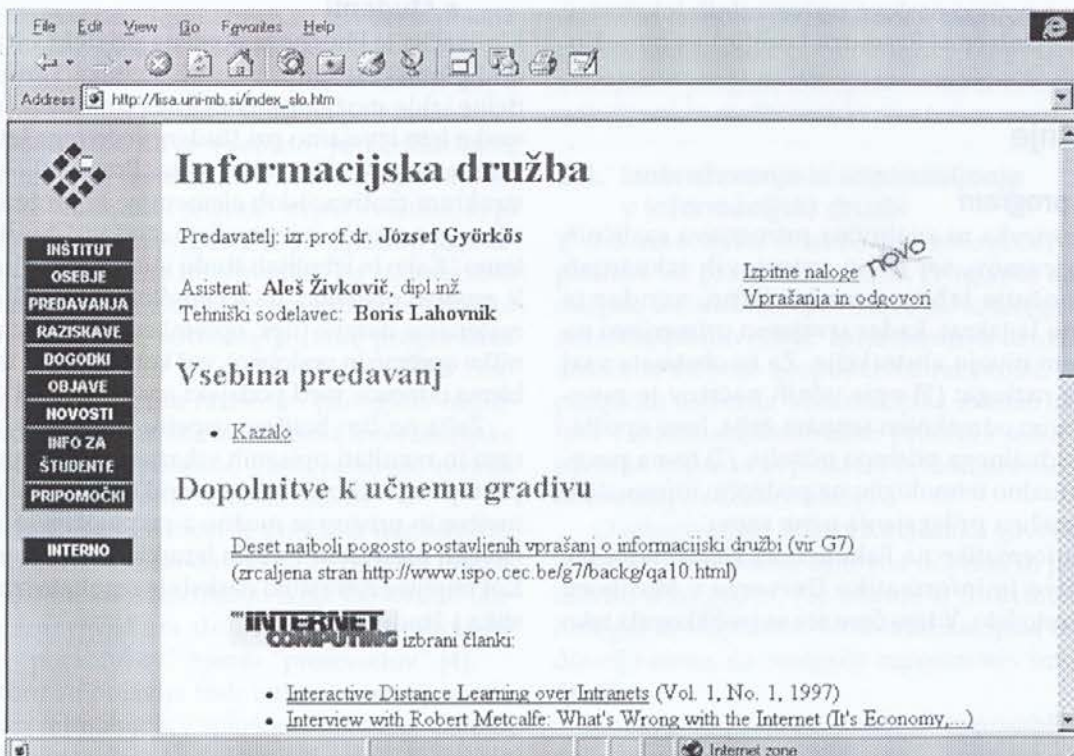 File Edit View Go Favorites Help
Address http://lisa.uni-mb.si/index_slo.htm
INŠTITUT
OSEBJE
PREDAVANJA
RAZISKAVE
DOGODKI
OBJAVE
NOVOSTI
INFO ZA
ŠTUDENTE
PRIPOMOČKI
INTERNO
Informacijska družba
Predavatelj: izr.prof.dr. József Györkös
Asistent: Aleš Živkovič, dipl.inž.
Tehniški sodelavec: Boris Lahovnik
Izpitne naloge novo
Vprašanja in odgovori
Vsebina predavanj
• Kazalo
Dopolnitve k učnemu gradivu
Deset najbolj pogosto postavljenih vprašanj o informacijski družbi (vir G7)
(zrcaljena stran http://www.ispo.cec.be/g7/backg/qa10.html)
INTERNET
COMPUTING izbrani članki:
• Interactive Distance Learning over Intranets (Vol. 1, No. 1, 1997)
• Interview with Robert Metcalfe: What's Wrong with the Internet (It's Economy,...)
Internet zone